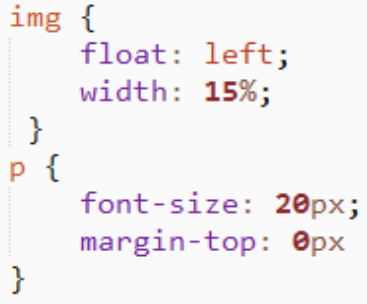 img {
    float: left;
    width: 15%;
 }
p {
    font-size: 20px;
    margin-top: 0px
}